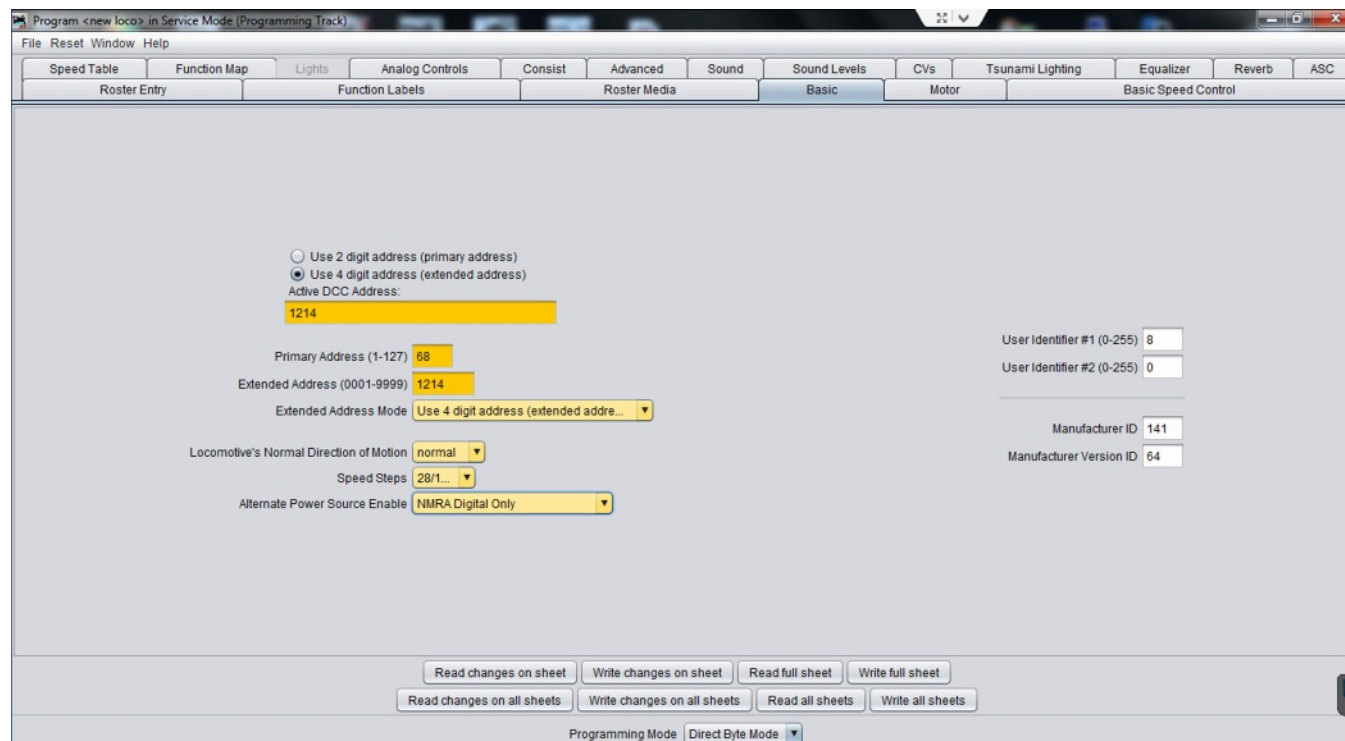 Program <new loco> in Service Mode (Programming Track)
File Reset Window Help
Speed Table Function Map Lights Analog Controls Consist Advanced Sound Sound Levels CVs Tsunami Lighting Equalizer Reverb ASC
Roster Entry Function Labels Roster Media Basic Motor Basic Speed Control
Use 2 digit address (primary address)
Use 4 digit address (extended address)
Active DCC Address:
1214
Primary Address (1-127) 68
Extended Address (0001-9999) 1214
Extended Address Mode Use 4 digit address (extended addre...
Locomotive's Normal Direction of Motion normal
Speed Steps 28/1...
Alternate Power Source Enable NMRA Digital Only
User Identifier #1 (0-255) 8
User Identifier #2 (0-255) 0
Manufacturer ID 141
Manufacturer Version ID 64
Read changes on sheet Write changes on sheet Read full sheet Write full sheet
Read changes on all sheets Write changes on all sheets Read all sheets Write all sheets
Programming Mode Direct Byte Mode